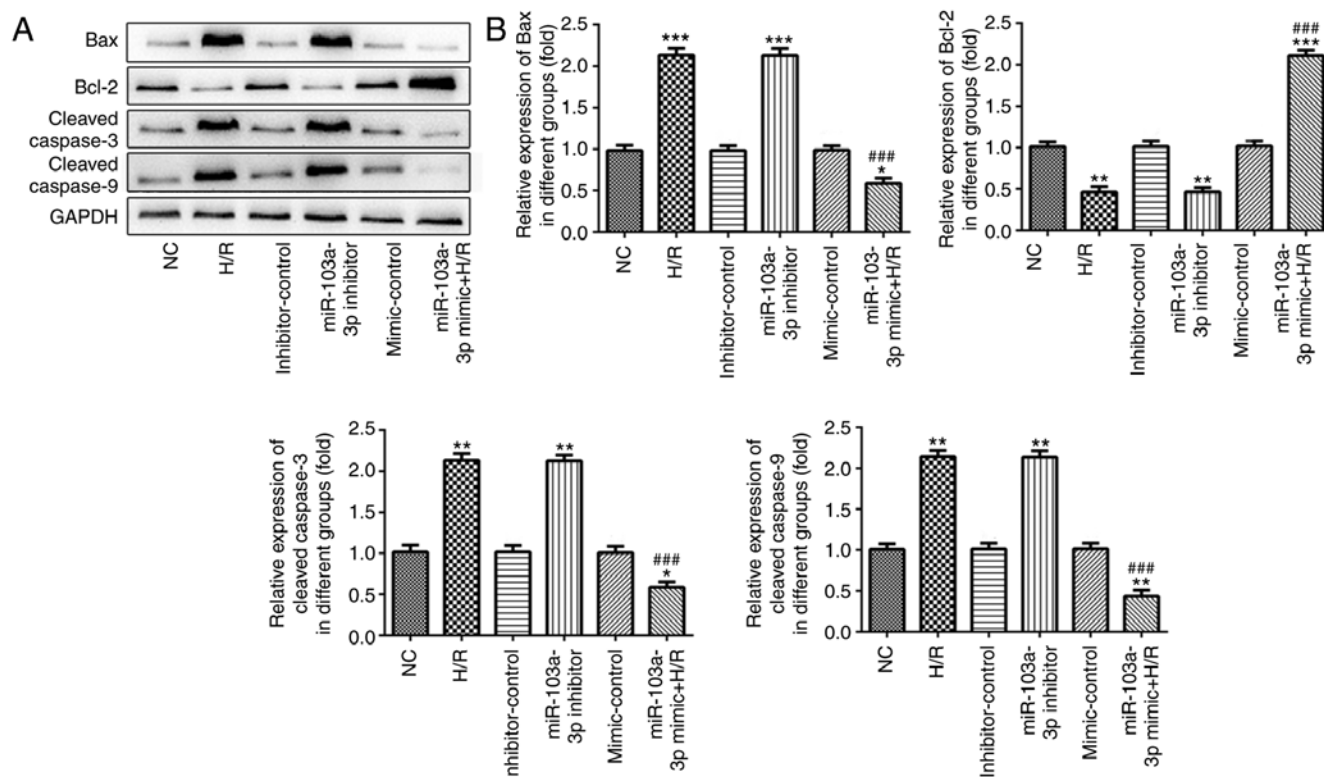 A
Bax
Bcl-2
Cleaved
caspase-3
Cleaved
caspase-9
GAPDH
NC
H/R
Inhibitor-control
miR-103a-
3p inhibitor
Mimic-control
miR-103a-
3p mimic+H/R
B
Relative expression of Bax
in different groups (fold)
2.5
2.0
1.5
1.0
0.5
0.0
***
***
###
*
NC
H/R
Inhibitor-control
miR-103a-
3p inhibitor
Mimic-control
miR-103-
3p mimic+H/R
Relative expression of Bcl-2
in different groups (fold)
2.5
2.0
1.5
1.0
0.5
0.0
**
**
###
***
NC
H/R
Inhibitor-control
miR-103a-
3p inhibitor
Mimic-control
miR-103a-
3p mimic+H/R
Relative expression of
cleaved caspase-3
in different groups (fold)
2.5
2.0
1.5
1.0
0.5
0.0
**
**
###
*
NC
H/R
nhibitor-control
miR-103a-
3p inhibitor
Mimic-control
miR-103a-
3p mimic+H/R
Relative expression of
cleaved caspase-9
in different groups (fold)
2.5
2.0
1.5
1.0
0.5
0.0
**
**
###
**
NC
H/R
Inhibitor-control
miR-103a-
3p inhibitor
Mimic-control
miR-103a-
3p mimic+H/R